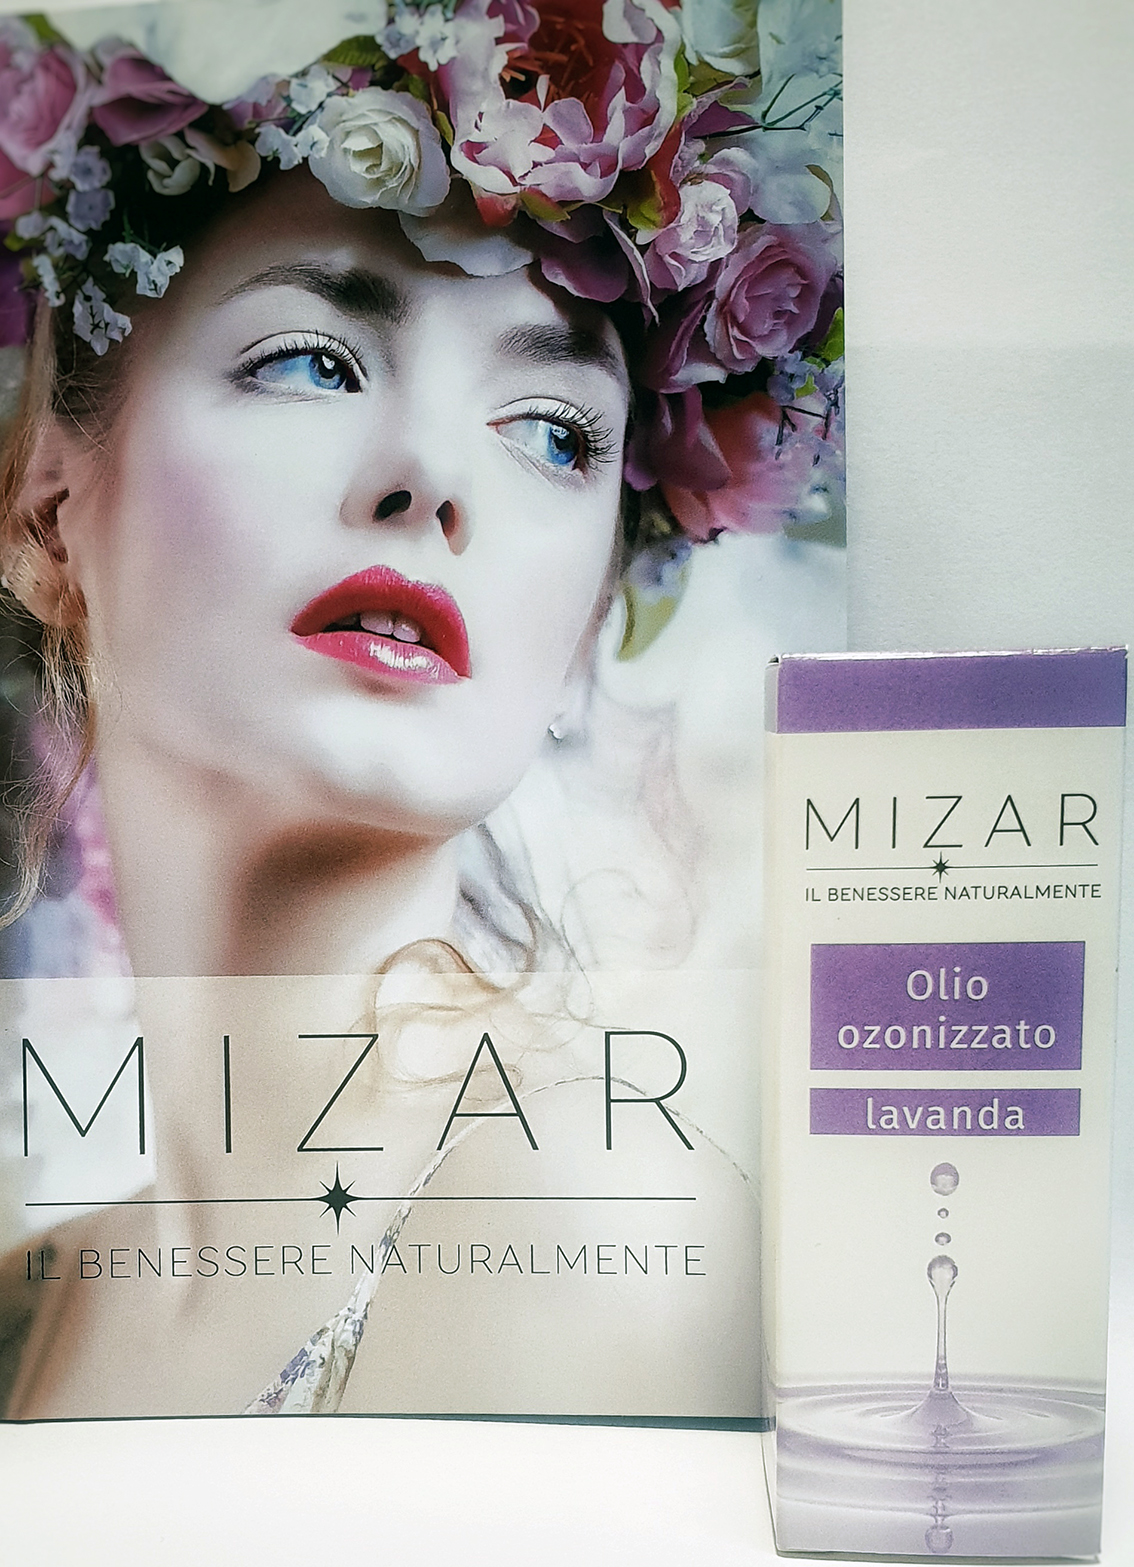 MIZAR
IL BENESSERE NATURALMENTE
MIZAR
IL BENESSERE NATURALMENTE
Olio
ozonizzato
lavanda